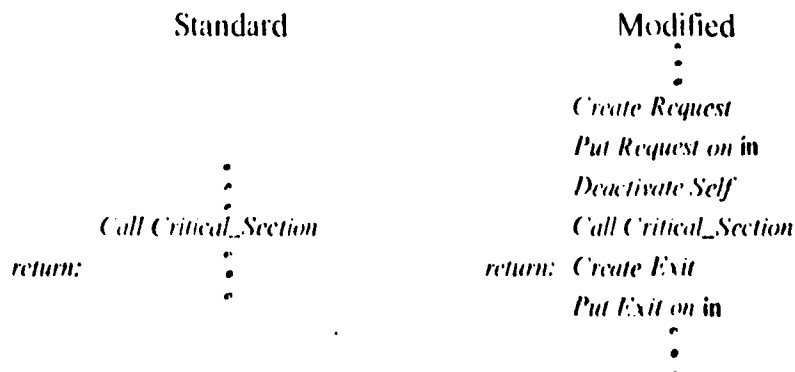 Standard Modified
Create Request
Put Request on in
Deactivate Self
Call Critical_Section Call Critical_Section
return: return: Create Exit
Put Exit on in